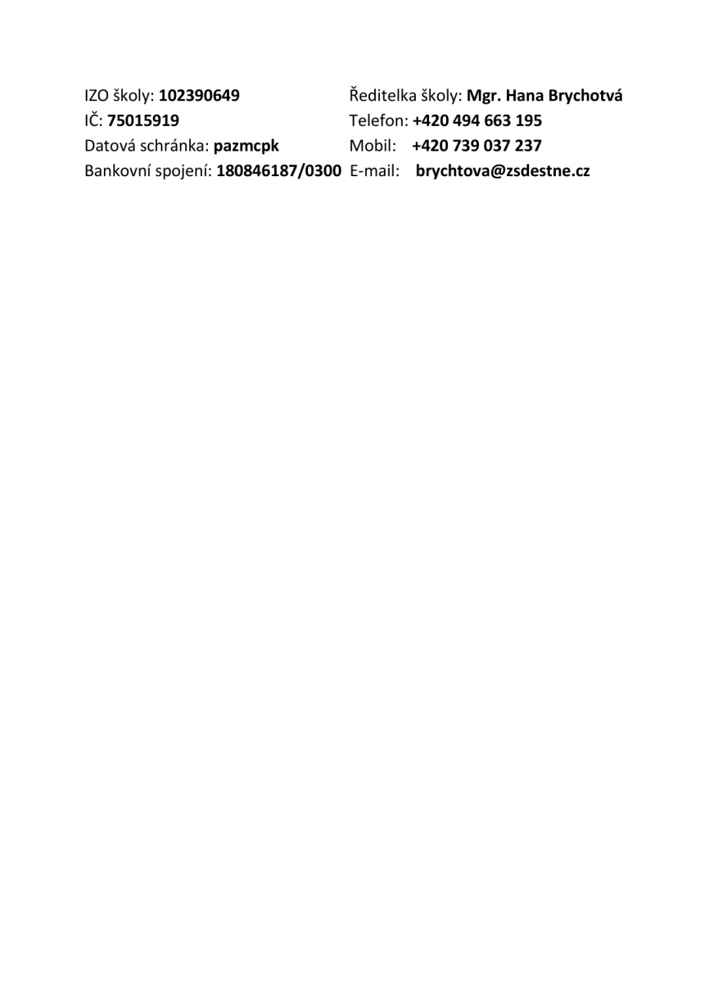 IZO školy: 102390649 Ředitelka školy: Mgr. Hana Brychotvá
IČ: 75015919 Telefon: +420 494 663 195
Datová schránka: pazmcpk Mobil: +420 739 037 237
Bankovní spojení: 180846187/0300 E-mail: brychtova@zsdestne.cz